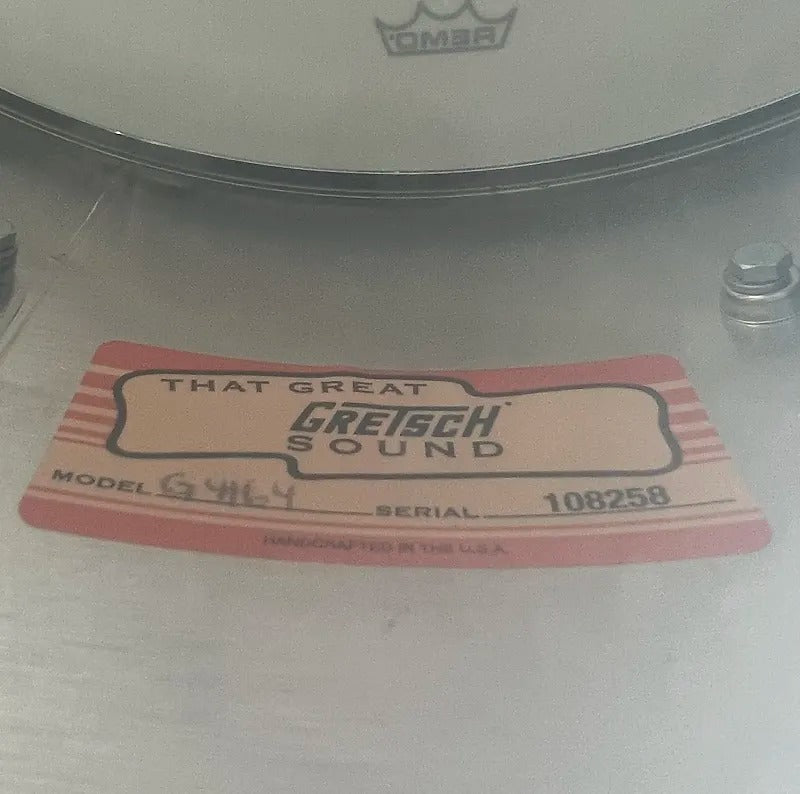 REMO
THAT GREAT
GRETSCH
SOUND
MODEL G4164 SERIAL 108258
HANDCRAFTED IN THE U.S.A.